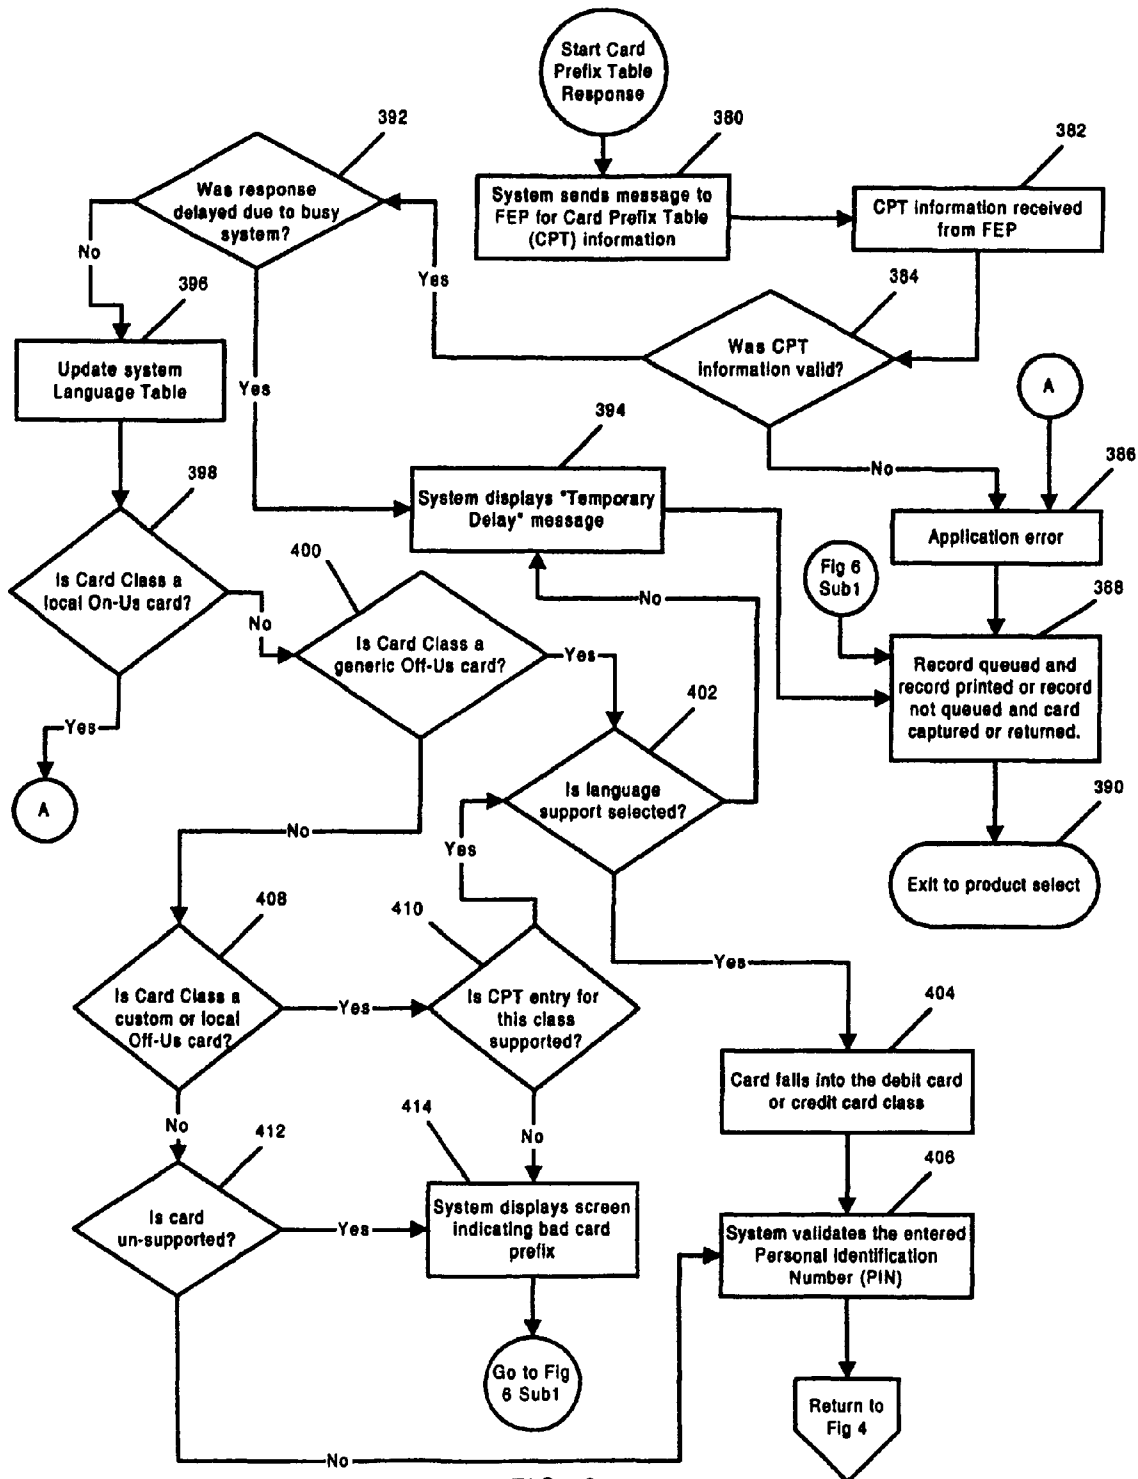 Start Card
Prefix Table
Response
380
382
392
System sends message to
FEP for Card Prefix Table
(CPT) information
CPT information received
from FEP
Was response
delayed due to busy
system?
No
Yes
384
396
Was CPT
information valid?
Update system
Language Table
Yes
A
394
No
386
398
System displays "Temporary
Delay" message
Application error
400
Fig 6
Sub1
388
Is Card Class a
local On-Us card?
No
No
Is Card Class a
generic Off-Us card?
Yes
Record queued and
record printed or record
not queued and card
captured or returned.
402
Yes
A
Is language
support selected?
390
No
Yes
Exit to product select
408
410
Yes
Is Card Class a
custom or local
Off-Us card?
Yes
Is CPT entry for
this class
supported?
404
Card falls into the debit card
or credit card class
No
412
414
No
406
Is card
un-supported?
Yes
System displays screen
indicating bad card
prefix
System validates the entered
Personal Identification
Number (PIN)
Go to Fig
6 Sub1
Return to
Fig 4
No